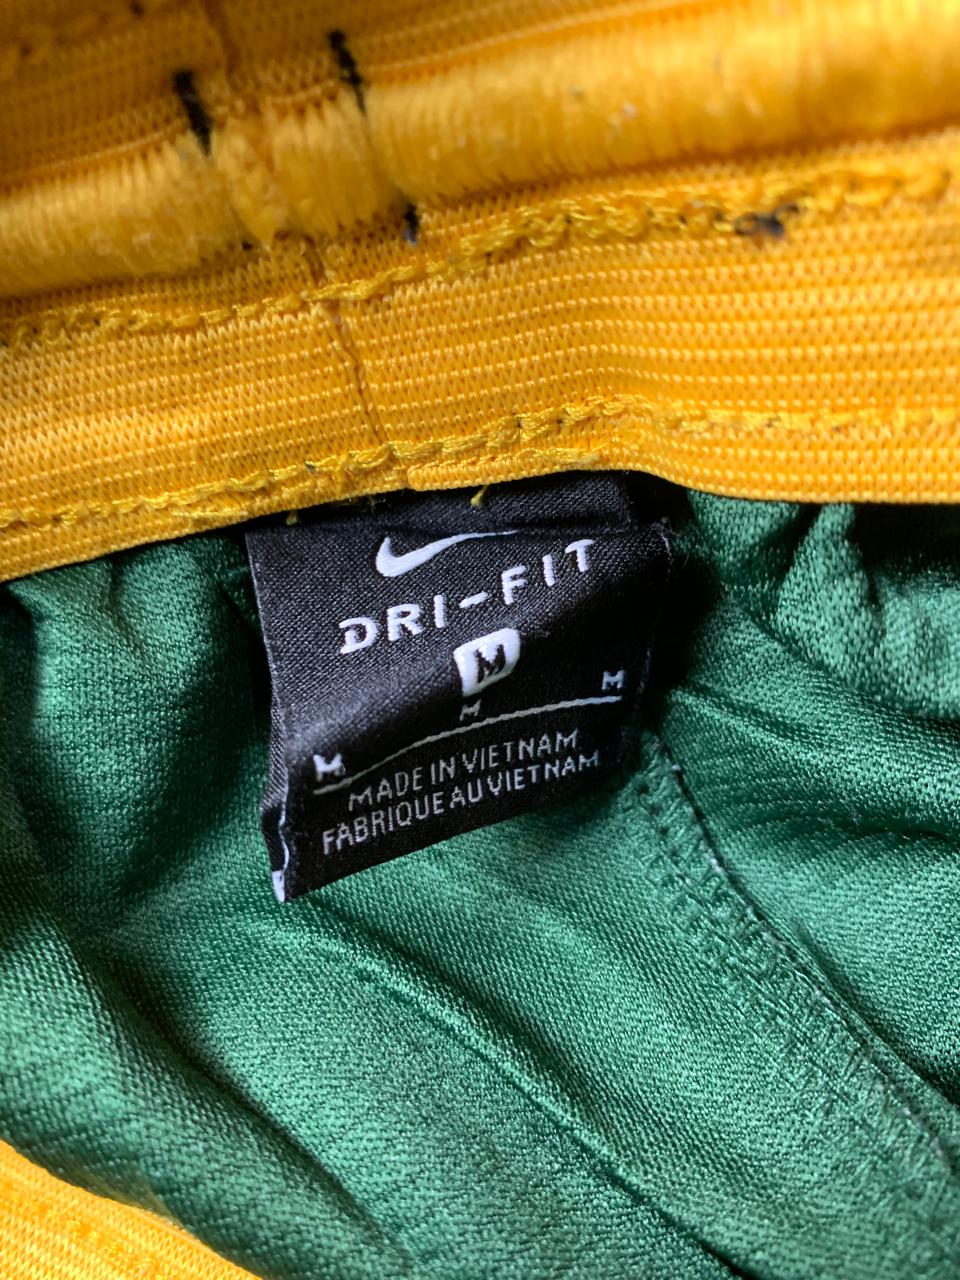 DRI-FIT
M
M M M
MADE IN VIETNAM
FABRIQUE AU VIETNAM